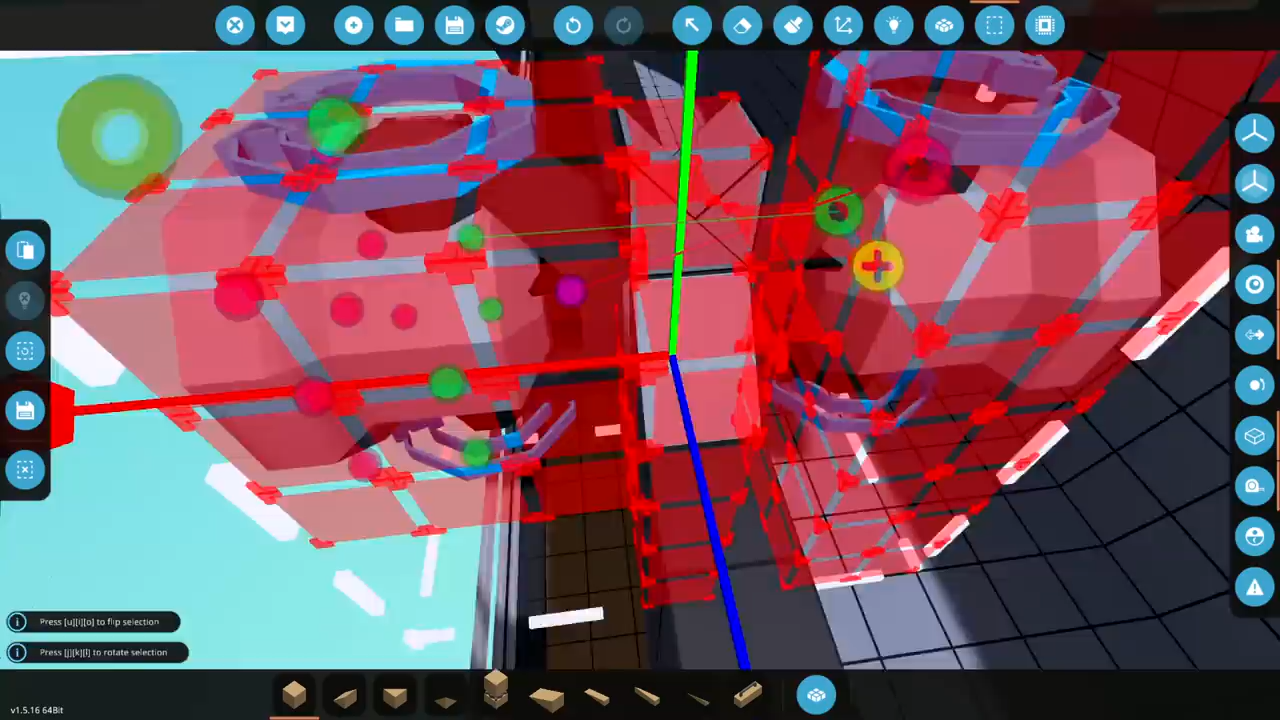 Press [u][i][o] to flip selection
Press [j][k][l] to rotate selection
v1.5.16 64Bit